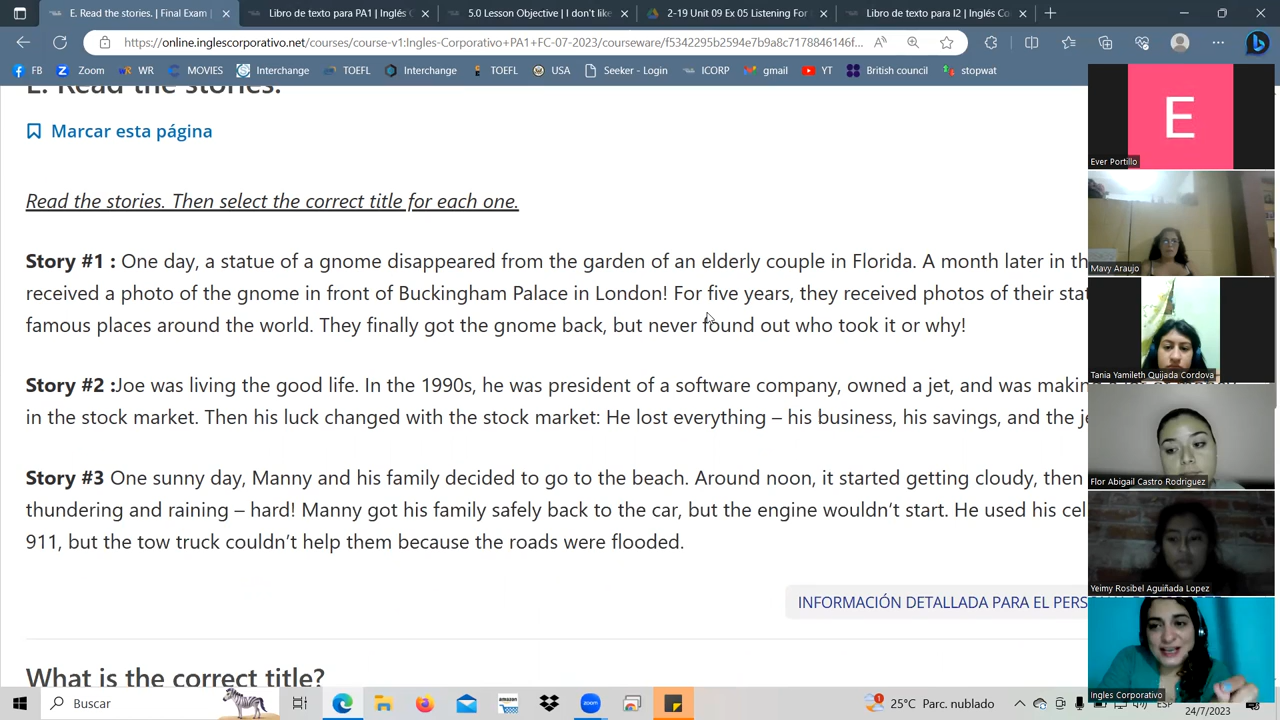 E. Read the stories. | Final Exam
Libro de texto para PA1 | Inglés C
5.0 Lesson Objective | I don't like
2-19 Unit 09 Ex 05 Listening For
Libro de texto para I2 | Inglés Co
https://online.inglescorporativo.net/courses/course-v1:Ingles-Corporativo+PA1+FC-07-2023/courseware/f5342295b2594e7b9a8c7178846146f...
FB Zoom WR MOVIES Interchange TOEFL Interchange TOEFL USA Seeker - Login ICORP gmail YT British council stopwat
E. Read the stories.
Marcar esta página
Read the stories. Then select the correct title for each one.
Story #1 : One day, a statue of a gnome disappeared from the garden of an elderly couple in Florida. A month later in th
received a photo of the gnome in front of Buckingham Palace in London! For five years, they received photos of their stat
famous places around the world. They finally got the gnome back, but never found out who took it or why!
Story #2 :Joe was living the good life. In the 1990s, he was president of a software company, owned a jet, and was makin
in the stock market. Then his luck changed with the stock market: He lost everything – his business, his savings, and the je
Story #3 One sunny day, Manny and his family decided to go to the beach. Around noon, it started getting cloudy, then
thundering and raining – hard! Manny got his family safely back to the car, but the engine wouldn't start. He used his cel
911, but the tow truck couldn't help them because the roads were flooded.
INFORMACIÓN DETALLADA PARA EL PERS
What is the correct title?
E
Ever Portillo
Mavy Araujo
Tania Yamileth Quijada Cordova
Flor Abigail Castro Rodriguez
Yeimy Rosibel Aguiñada Lopez
Ingles Corporativo
Buscar
amazon
zoom
1
25°C Parc. nublado
ESP
24/7/2023